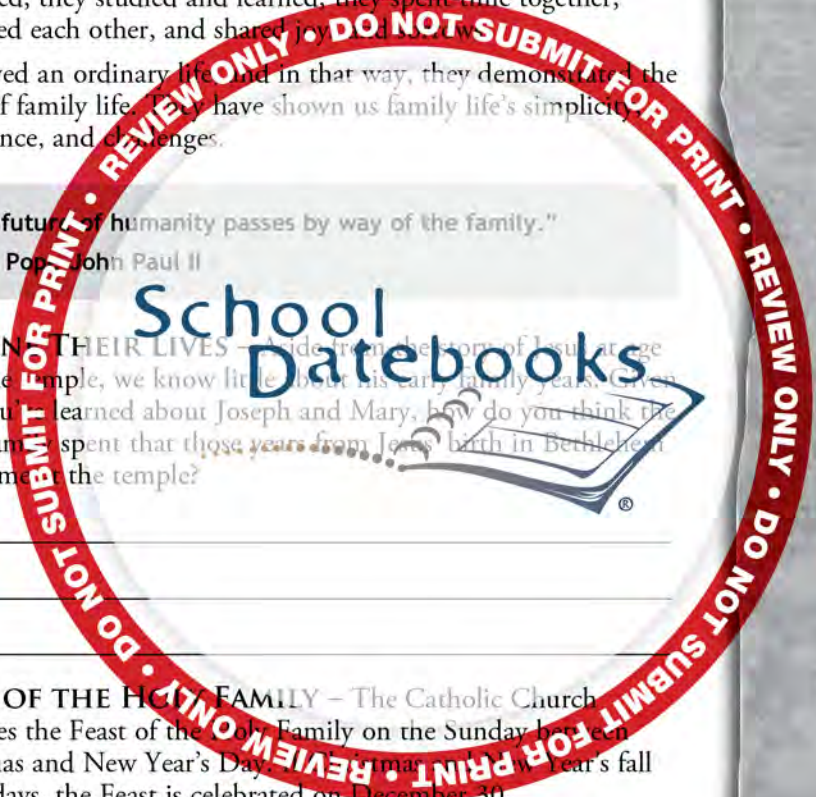 ed, they studied and learned, they spent time together,
ed each other, and shared joys and sorrows.
ved an ordinary life and in that way, they demonstrated the
of family life. They have shown us family life's simplicity,
nce, and challenges.
future of humanity passes by way of the family."
Pope John Paul II
THEIR LIVES – Aside from the story of Jesus at age
e temple, we know little about his early family years. Given
u've learned about Joseph and Mary, how do you think the
spent that those years from Jesus' birth in Bethlehem
the temple?
OF THE HOLY FAMILY – The Catholic Church
es the Feast of the Holy Family on the Sunday between
as and New Year's Day. If Christmas and New Year's fall
days, the Feast is celebrated on December 30.
School
Datebooks
®
REVIEW ONLY • DO NOT SUBMIT FOR PRINT • REVIEW ONLY • DO NOT SUBMIT FOR PRINT • REVIEW ONLY • DO NOT SUBMIT FOR PRINT •